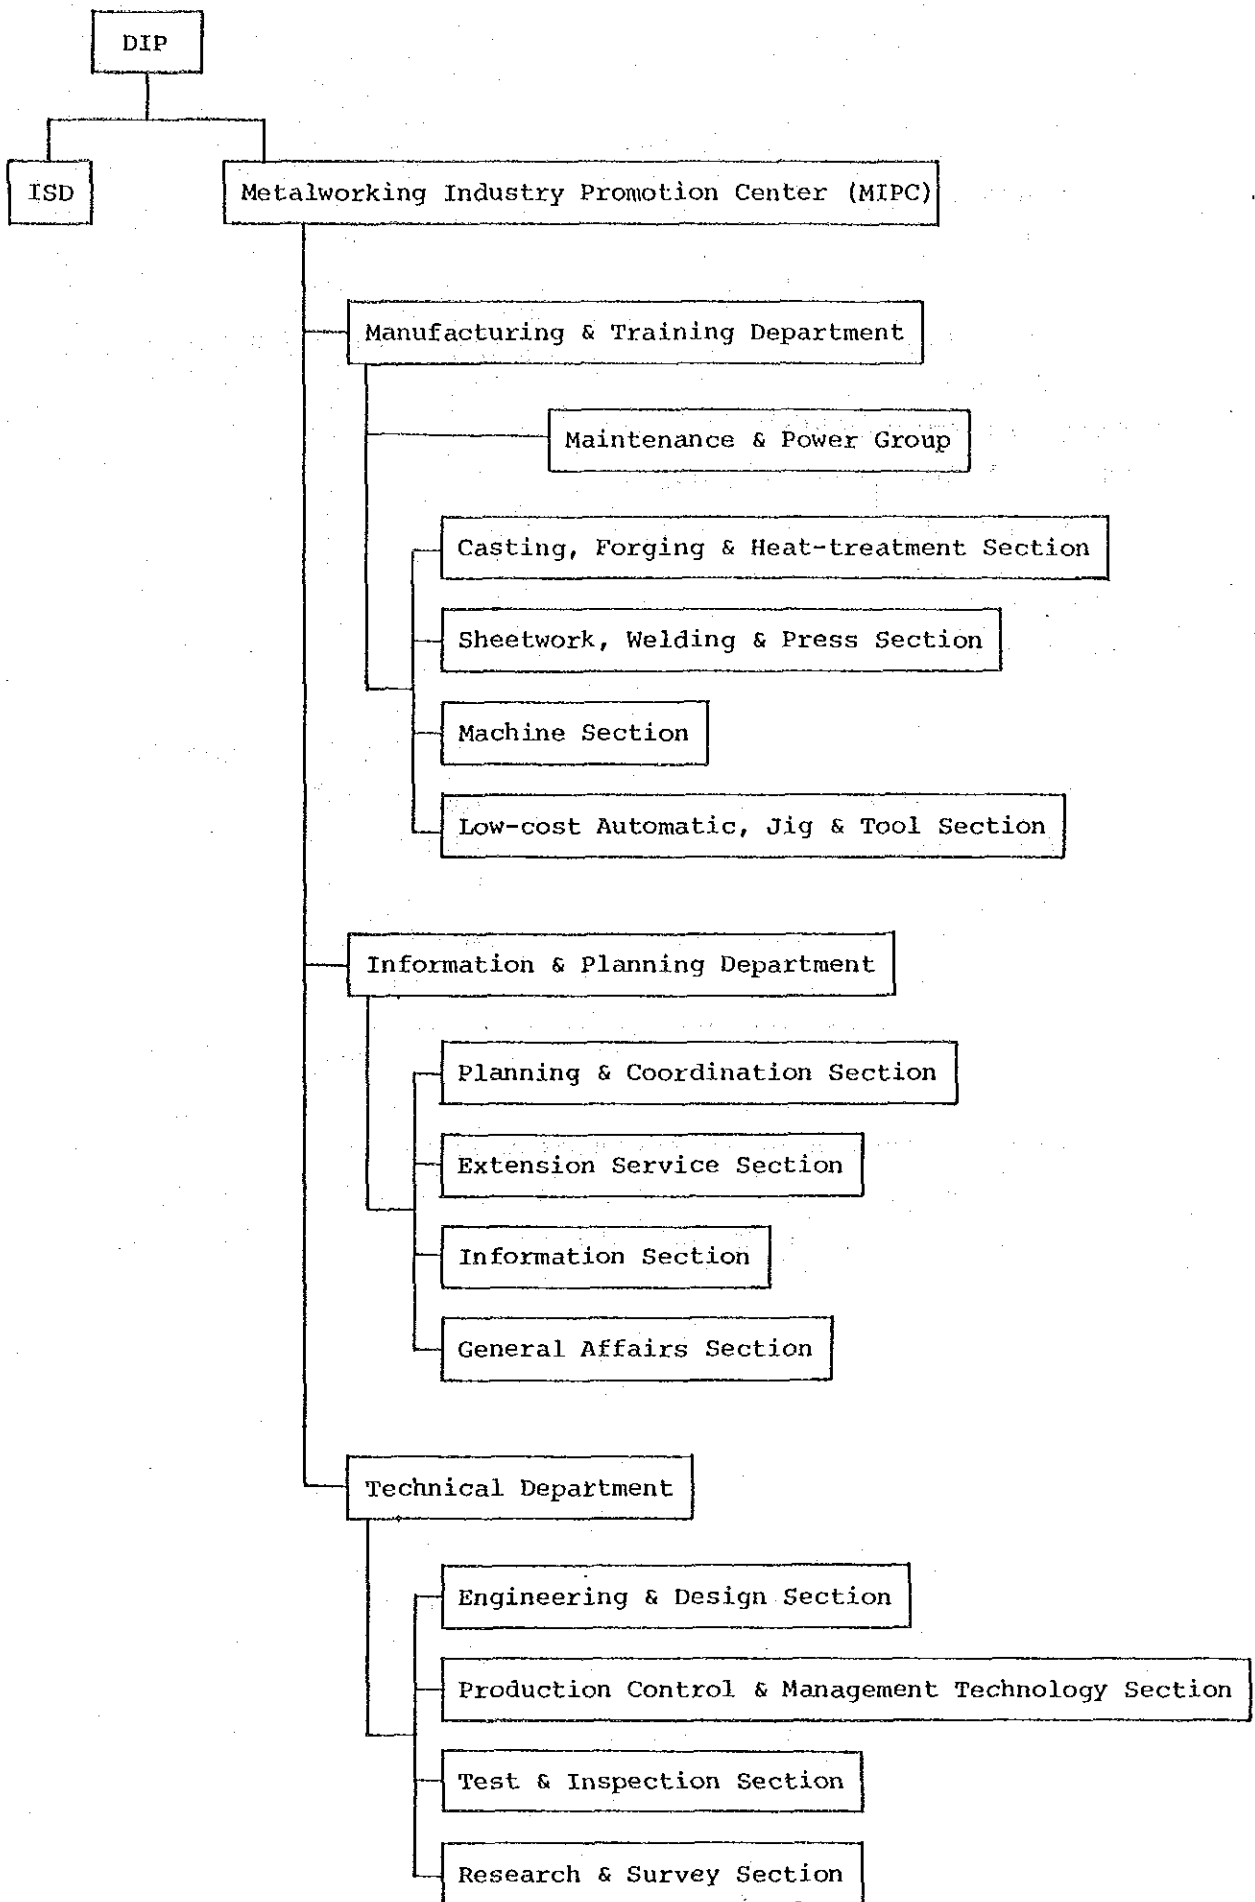 DIP
ISD
Metalworking Industry Promotion Center (MIPC)
Manufacturing & Training Department
Maintenance & Power Group
Casting, Forging & Heat-treatment Section
Sheetwork, Welding & Press Section
Machine Section
Low-cost Automatic, Jig & Tool Section
Information & Planning Department
Planning & Coordination Section
Extension Service Section
Information Section
General Affairs Section
Technical Department
Engineering & Design Section
Production Control & Management Technology Section
Test & Inspection Section
Research & Survey Section